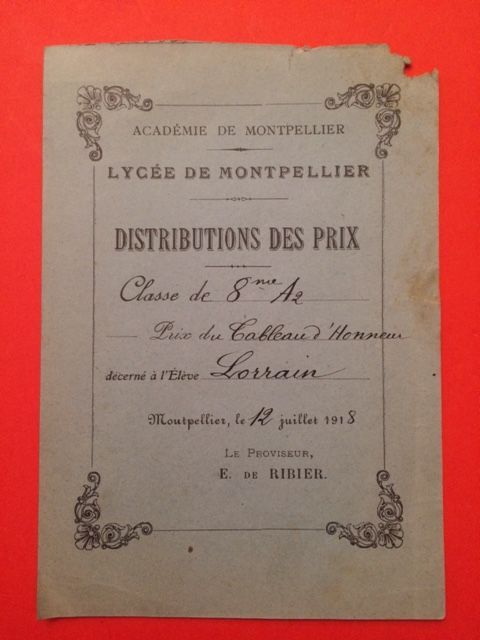 ACADÉMIE DE MONTPELLIER
LYCÉE DE MONTPELLIER
DISTRIBUTIONS DES PRIX
Classe de 8me A2
Prix du Tableau d'Honneur
décerné à l'Élève Lorrain
Montpellier, le 12 juillet 1918
LE PROVISEUR,
E. DE RIBIER.